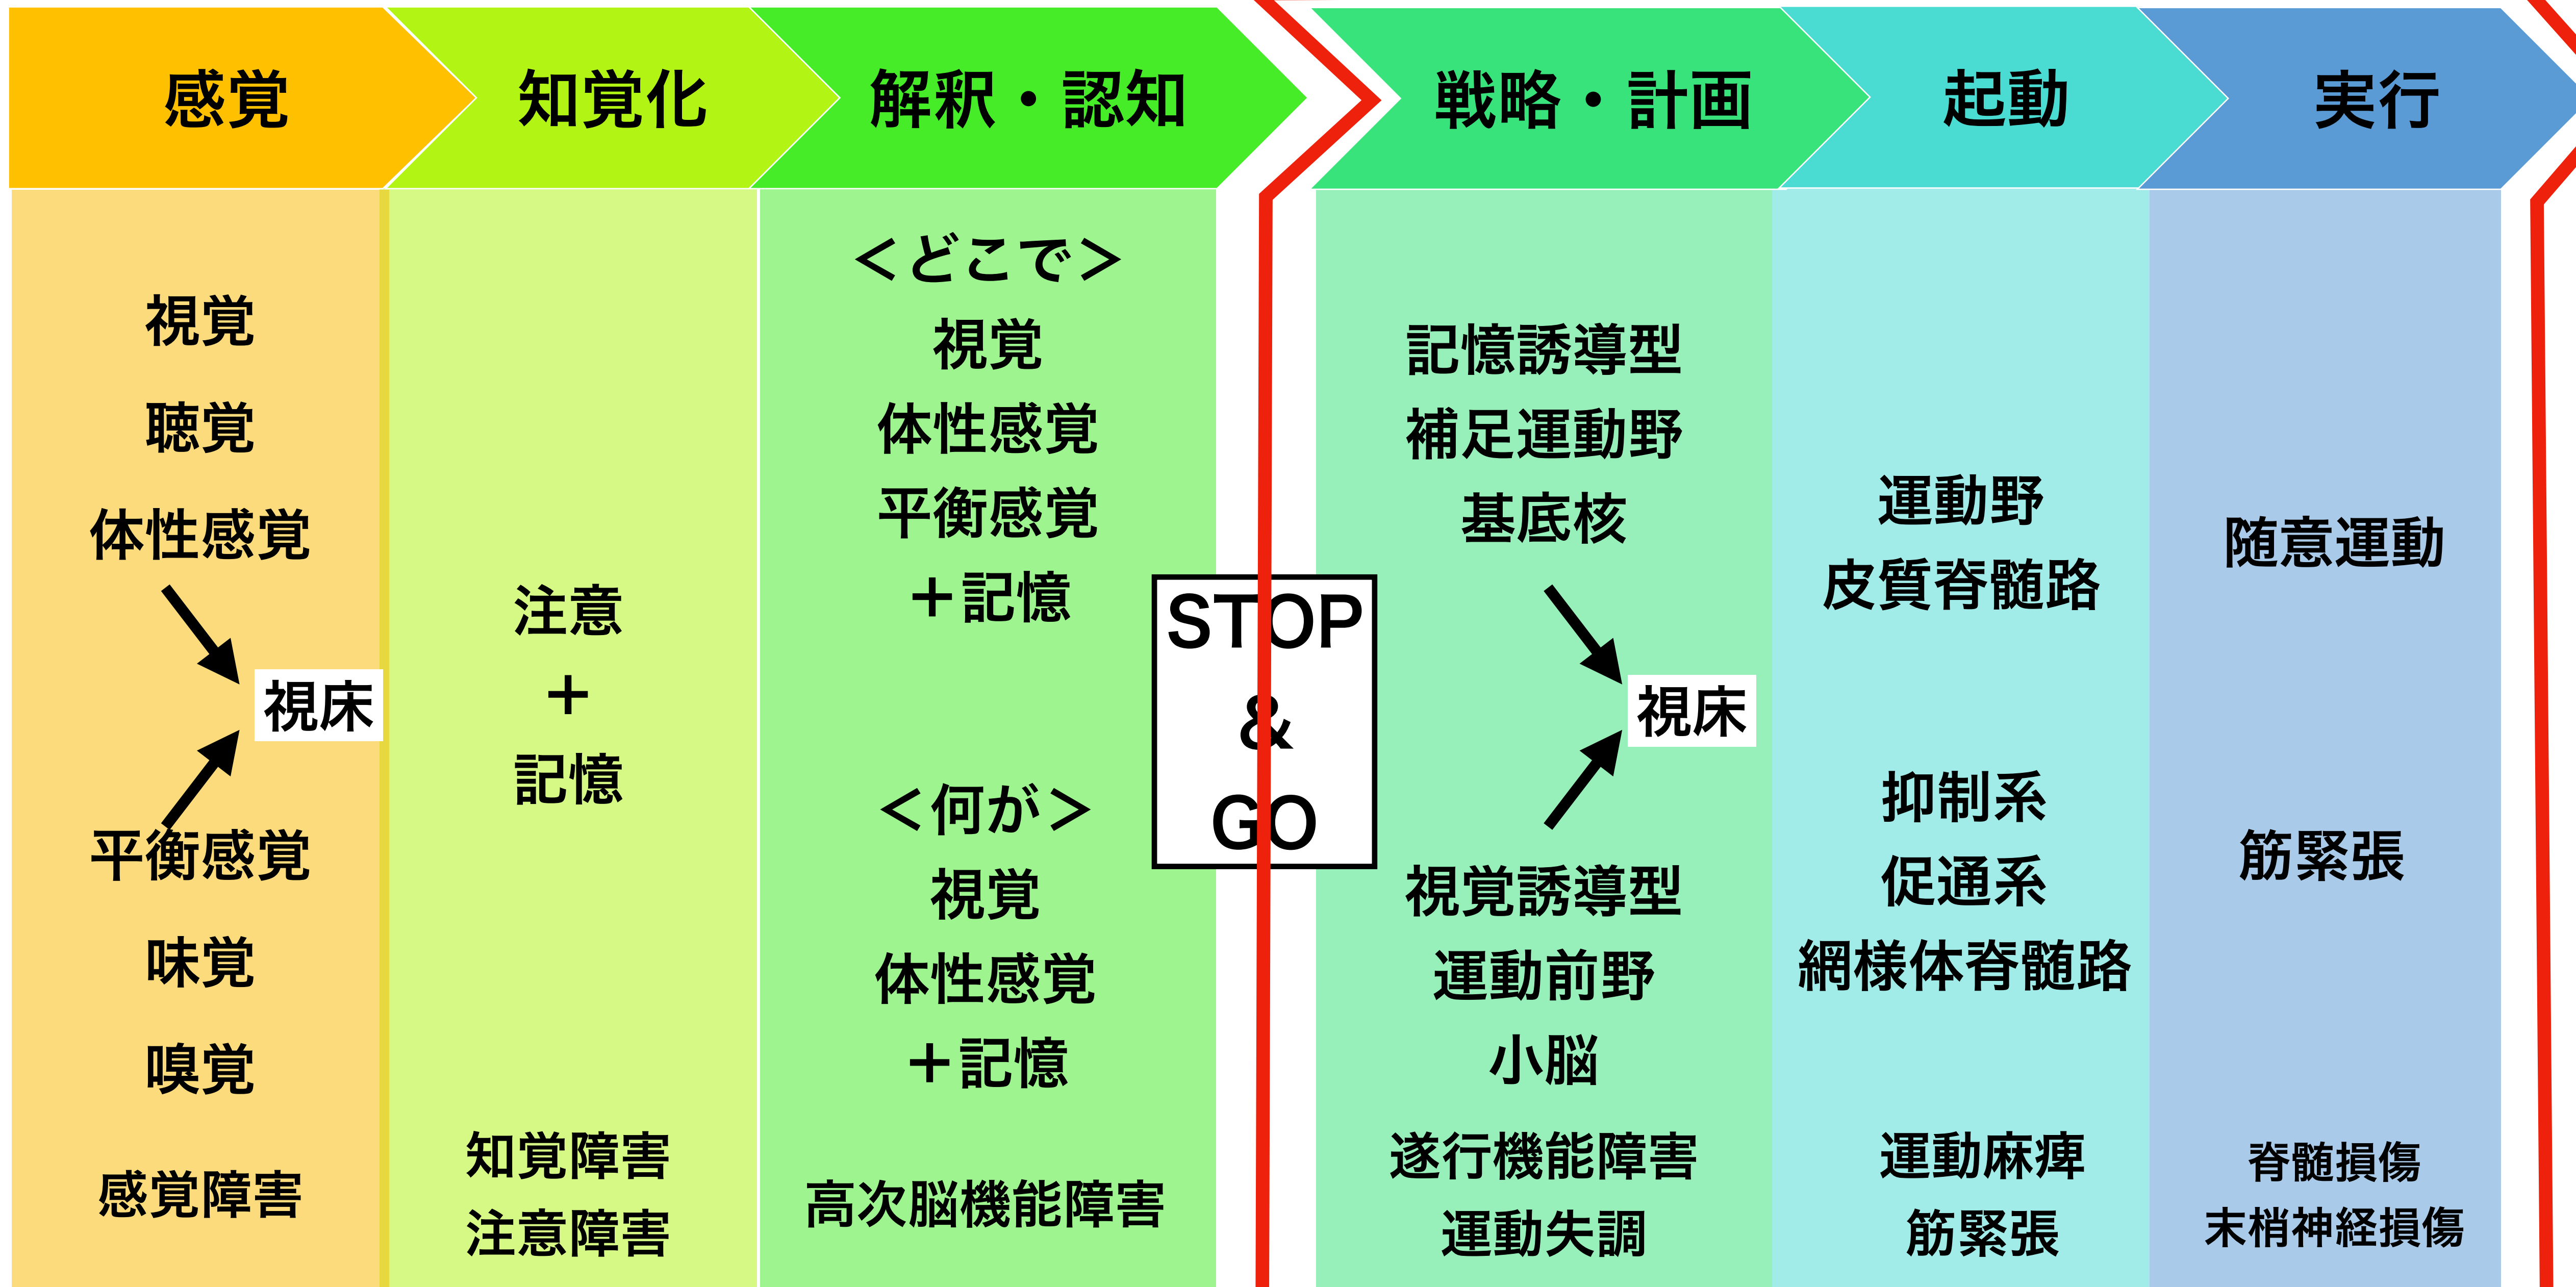 感覚
知覚化
解釈・認知
戦略・計画
起動
実行
視覚
聴覚
体性感覚
視床
平衡感覚
味覚
嗅覚
感覚障害
注意
＋
記憶
知覚障害
注意障害
＜どこで＞
視覚
体性感覚
平衡感覚
＋記憶
＜何が＞
視覚
体性感覚
＋記憶
高次脳機能障害
STOP
&
GO
記憶誘導型
補足運動野
基底核
視床
視覚誘導型
運動前野
小脳
遂行機能障害
運動失調
運動野
皮質脊髄路
抑制系
促通系
網様体脊髄路
運動麻痺
筋緊張
随意運動
筋緊張
脊髄損傷
末梢神経損傷